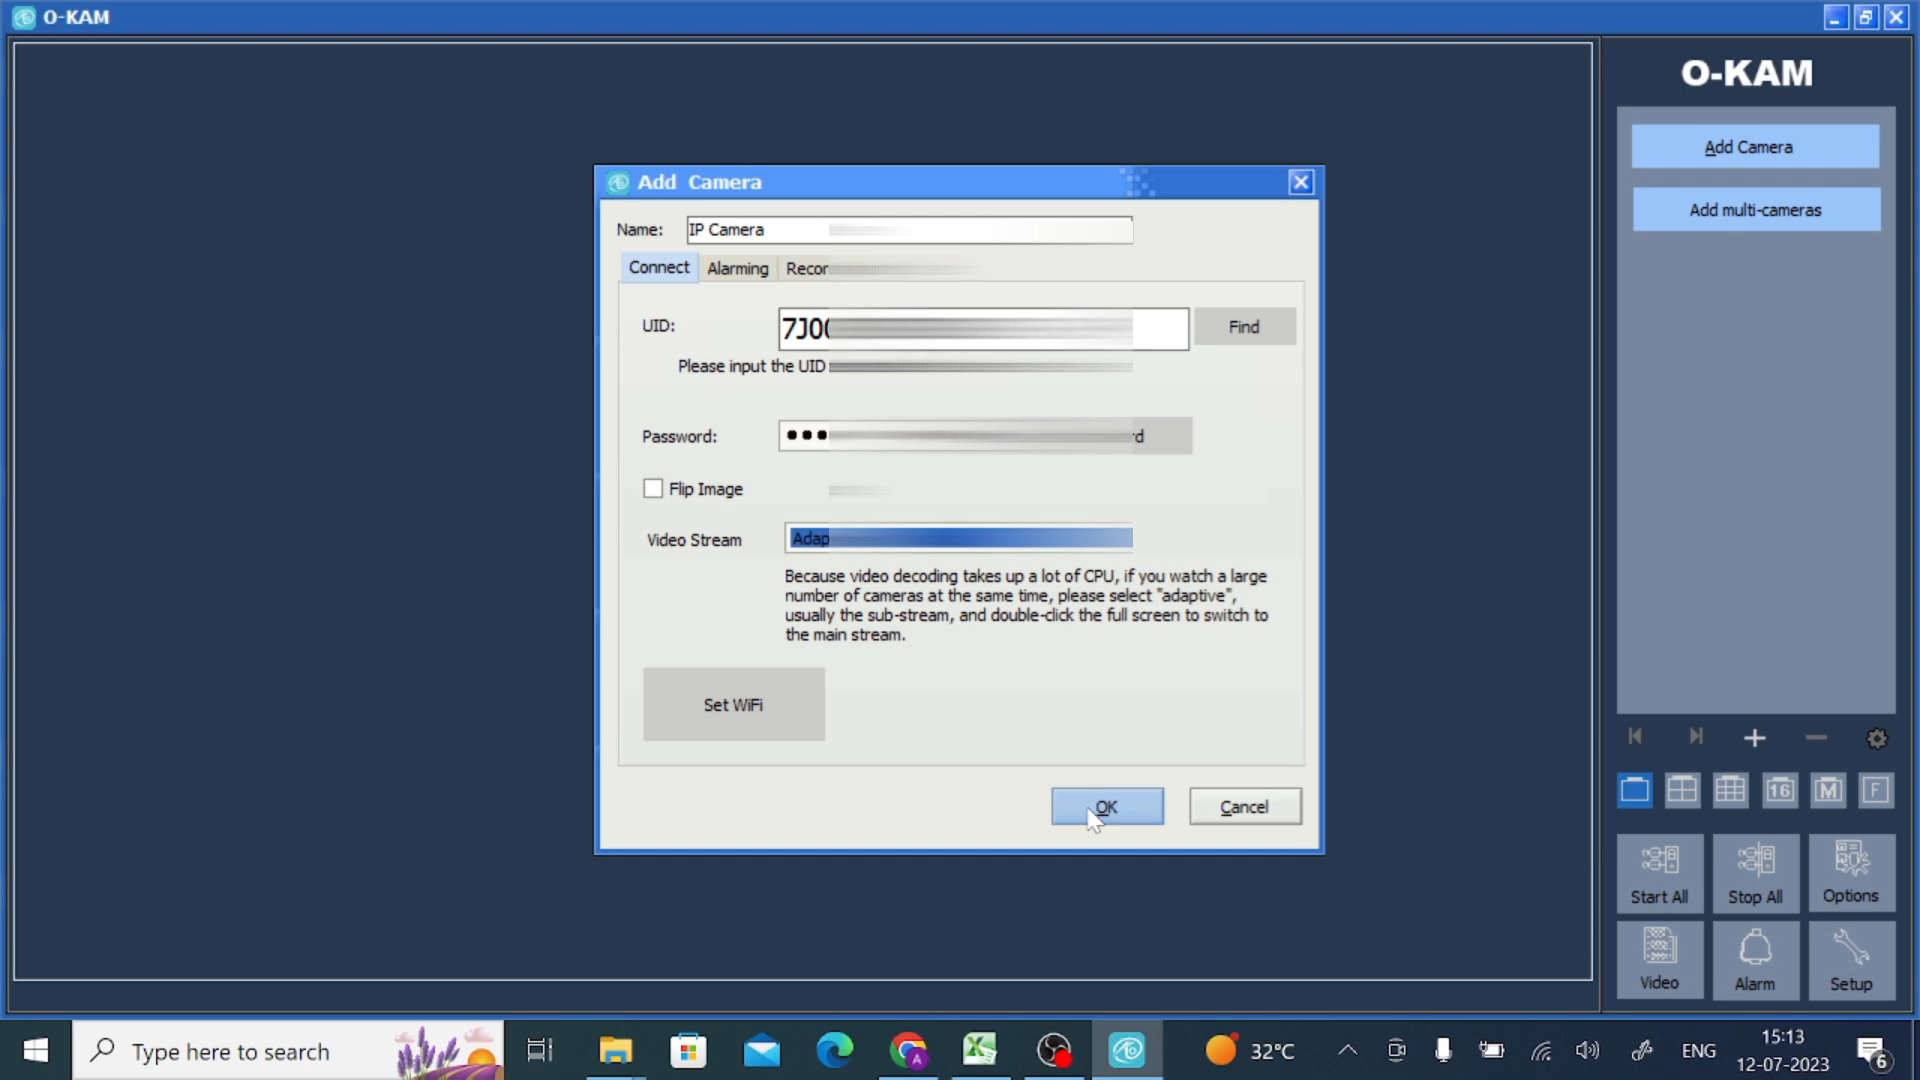 O-KAM
O-KAM
Add Camera
Add multi-cameras
Add Camera
Name: IP Camera
Connect Alarming
UID: Find
Please input the UID
Password:
Flip Image
Video Stream
Because video decoding takes up a lot of CPU, if you watch a large
number of cameras at the same time, please select "adaptive",
usually the sub-stream, and double-click the full screen to switch to
the main stream.
Set WiFi
OK Cancel
16 M F
Start All Stop All Options
Video Alarm Setup
Type here to search
A
32°C
ENG
15:13
12-07-2023
6